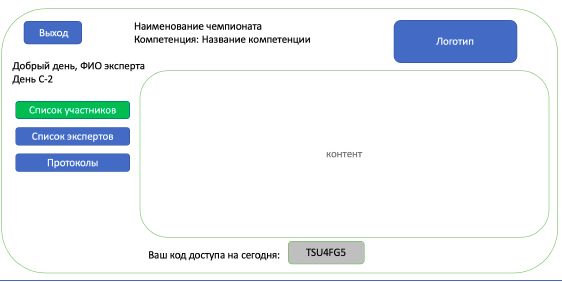 Выход
Наименование чемпионата
Компетенция: Название компетенции
Логотип
Добрый день, ФИО эксперта
День С-2
Список участников
Список экспертов
Протоколы
контент
Ваш код доступа на сегодня:
TSU4FG5